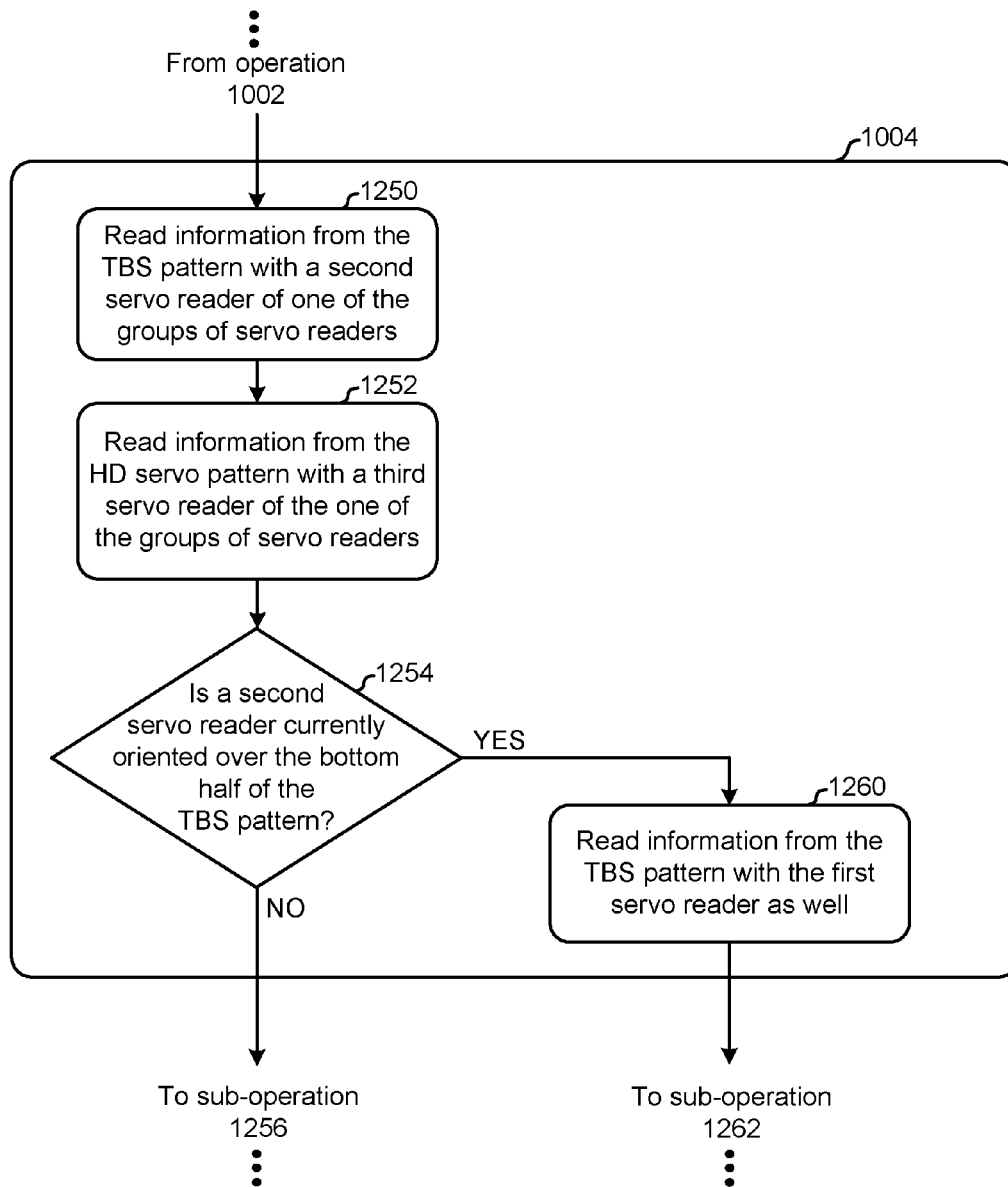 From operation
1002
1004
1250
Read information from the
TBS pattern with a second
servo reader of one of the
groups of servo readers
1252
Read information from the
HD servo pattern with a third
servo reader of the one of
the groups of servo readers
1254
Is a second
servo reader currently
oriented over the bottom
half of the
TBS pattern?
YES
1260
Read information from the
TBS pattern with the first
servo reader as well
NO
To sub-operation
1256
To sub-operation
1262